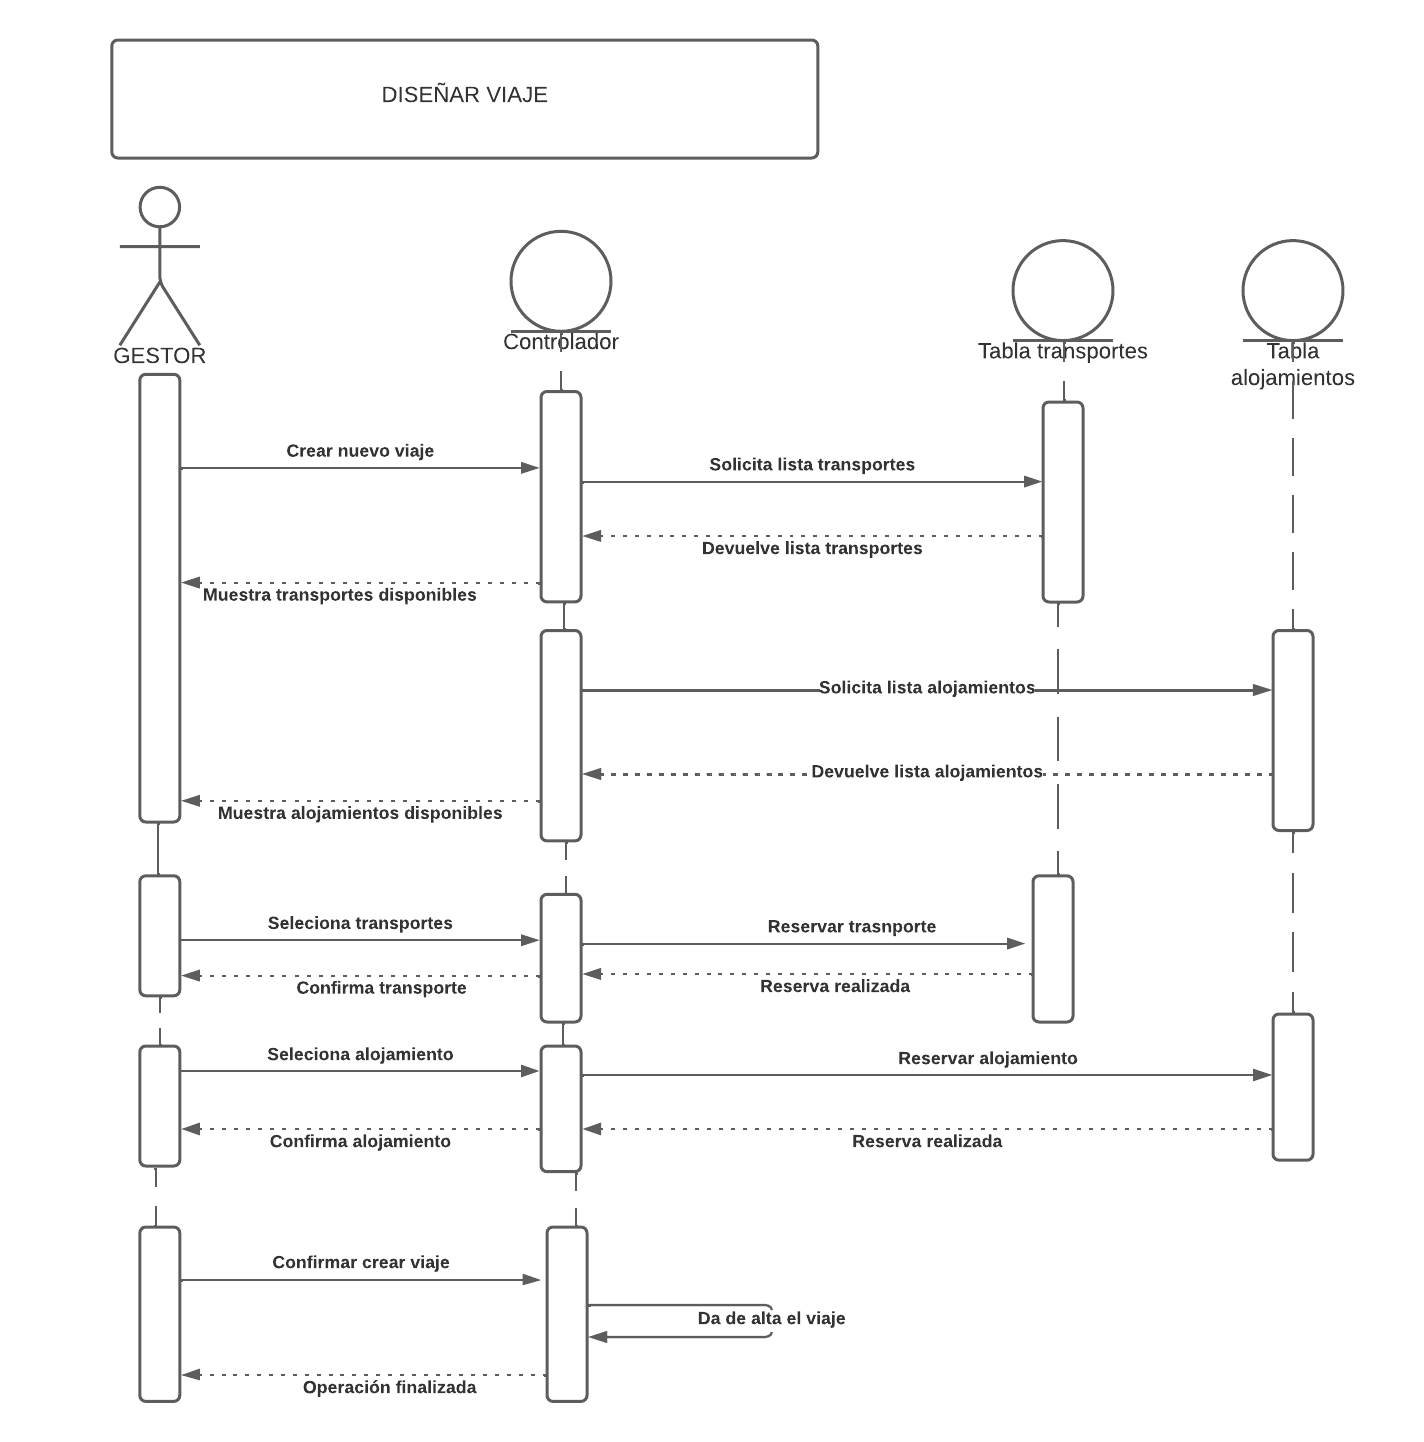 DISEÑAR VIAJE
GESTOR
Controlador
Tabla transportes
Tabla
alojamientos
Crear nuevo viaje
Solicita lista transportes
Devuelve lista transportes
Muestra transportes disponibles
Solicita lista alojamientos
Devuelve lista alojamientos
Muestra alojamientos disponibles
Seleciona transportes
Reservar trasnporte
Confirma transporte
Reserva realizada
Seleciona alojamiento
Reservar alojamiento
Confirma alojamiento
Reserva realizada
Confirmar crear viaje
Da de alta el viaje
Operación finalizada